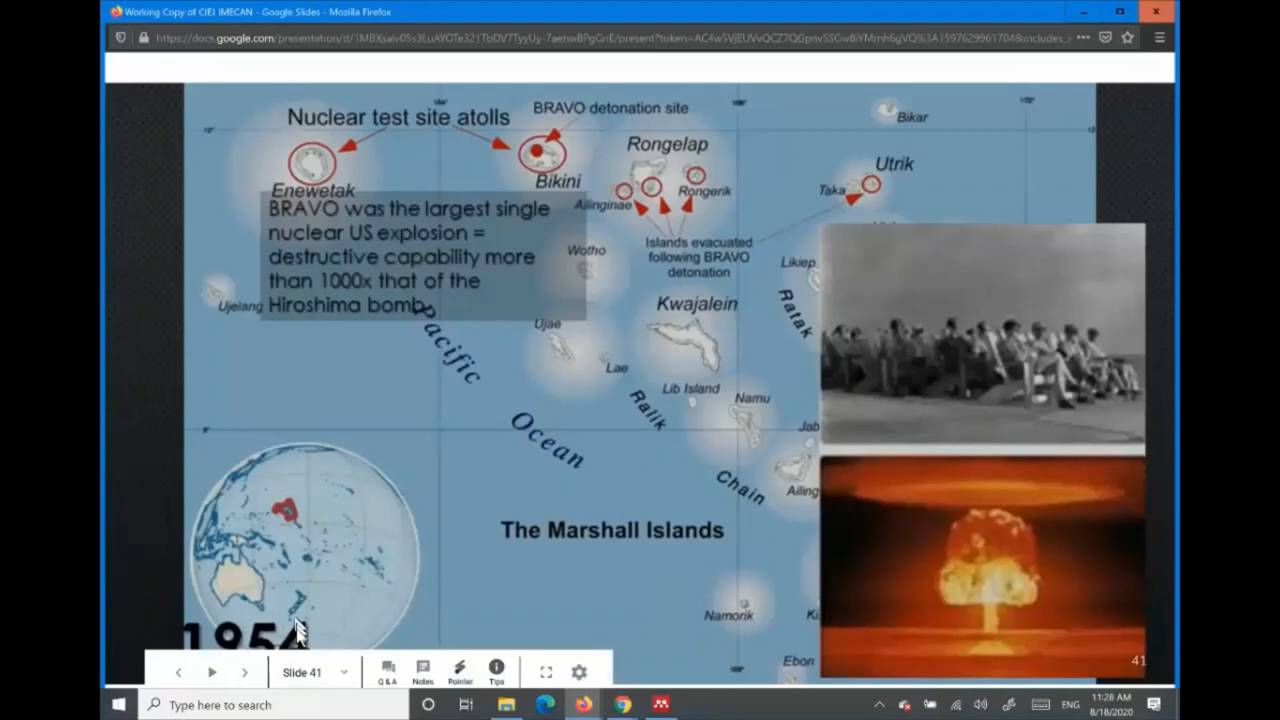 Working Copy of CIEJ IMECAN - Google Slides - Mozilla Firefox
Nuclear test site atolls
BRAVO detonation site
Bikar
Rongelap
Utrik
Enewetak
Bikini
Ailinginae
Rongerik
Taka
BRAVO was the largest single
nuclear US explosion =
destructive capability more
than 1000x that of the
Hiroshima bomb
Islands evacuated
following BRAVO
detonation
Wotho
Likiep
Ujelang
Kwajalein
Ratak
Pacific
Ujae
Lae
Lib Island
Ralik
Namu
Jab
Ocean
Chain
Ailing
The Marshall Islands
Namorik
Ki
1954
Ebon
41
Slide 41
Q & A
Notes
Pointer
Tips
Type here to search
ENG
11:28 AM
8/18/2020